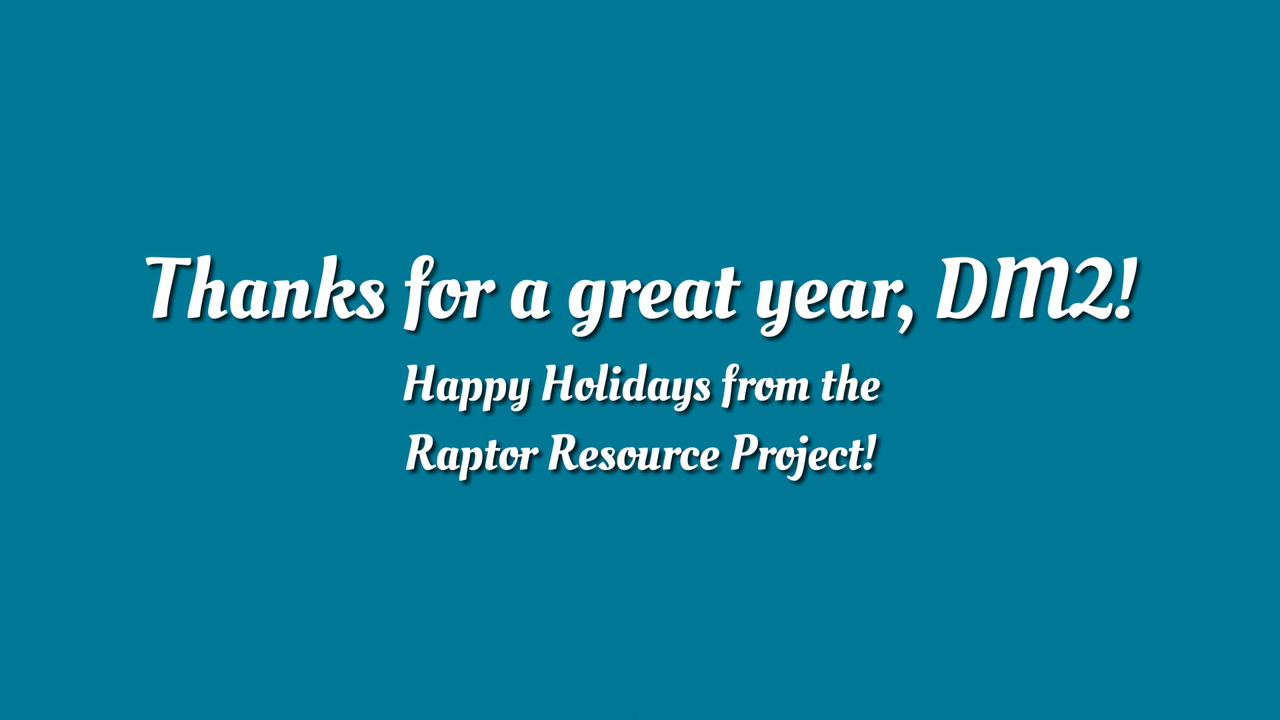 Thanks for a great year, DM2!
Happy Holidays from the
Raptor Resource Project!